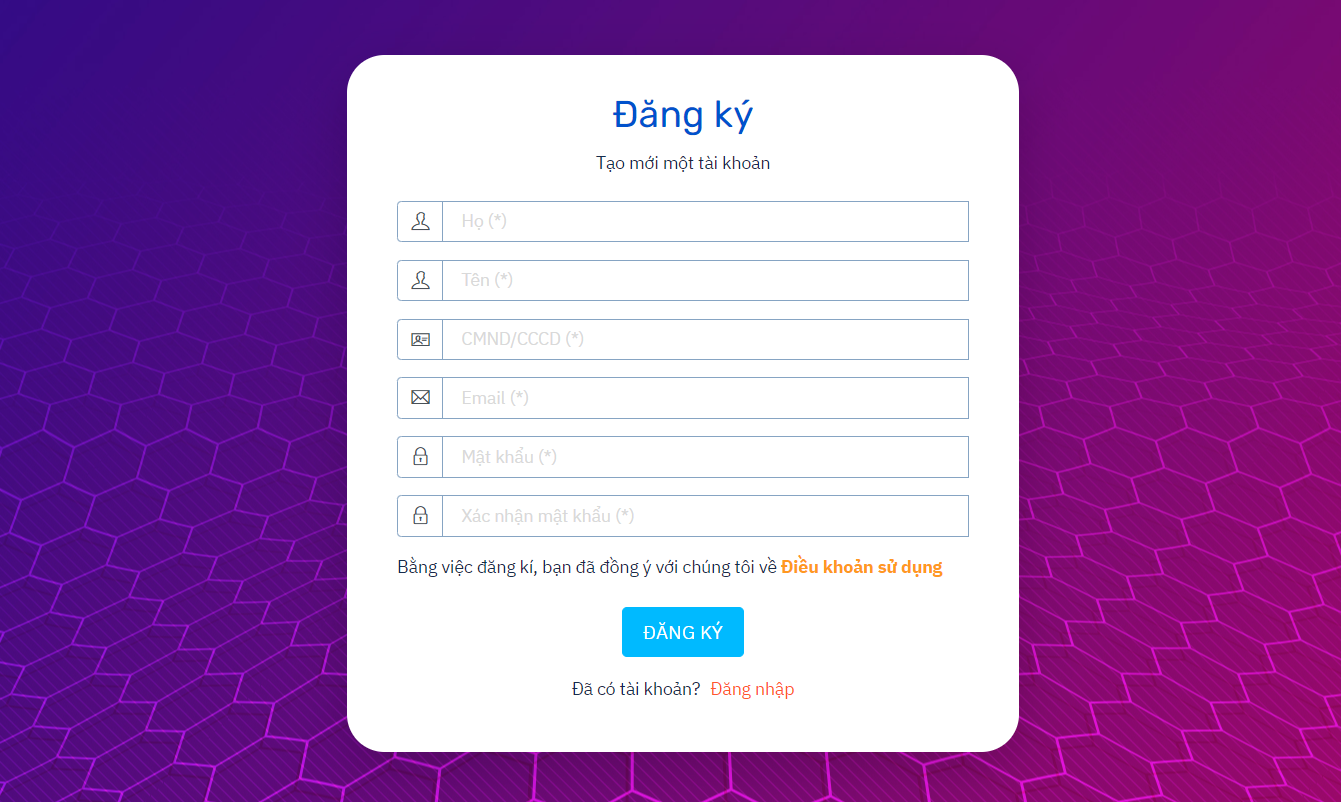 Đăng ký
Tạo mới một tài khoản
Họ (*)
Tên (*)
CMND/CCCD (*)
Email (*)
Mật khẩu (*)
Xác nhận mật khẩu (*)
Bằng việc đăng kí, bạn đã đồng ý với chúng tôi về Điều khoản sử dụng
ĐĂNG KÝ
Đã có tài khoản? Đăng nhập